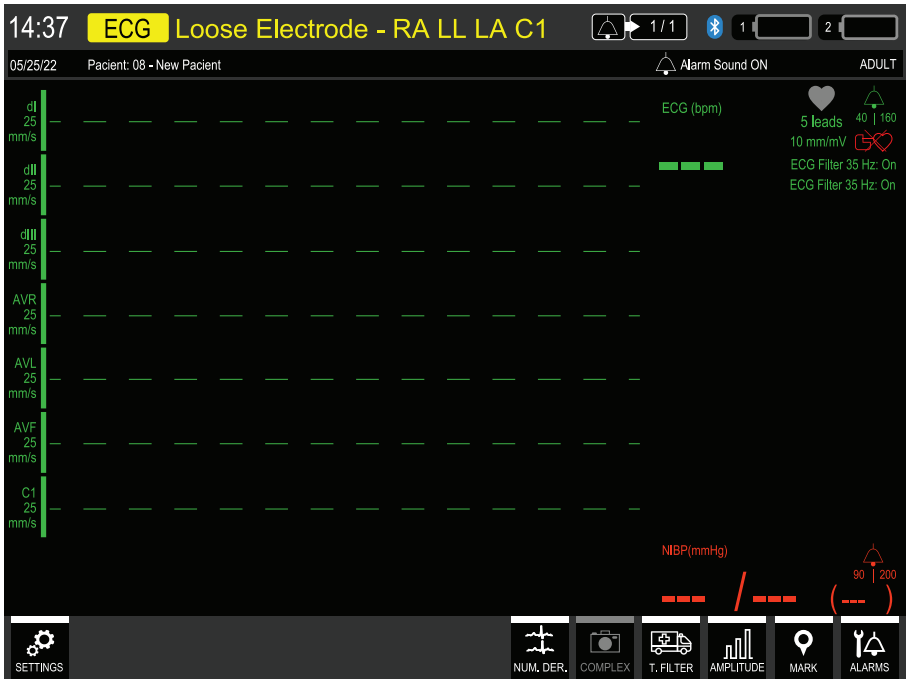 14:37 ECG Loose Electrode - RA LL LA C1 1/1 1 2
05/25/22 Pacient: 08 - New Pacient Alarm Sound ON ADULT
dI
25
mm/s
dII
25
mm/s
dIII
25
mm/s
AVR
25
mm/s
AVL
25
mm/s
AVF
25
mm/s
C1
25
mm/s
ECG (bpm)
5 leads 40 | 160
10 mm/mV
---
ECG Filter 35 Hz: On
ECG Filter 35 Hz: On
NIBP(mmHg)
90 | 200
--- / --- (---)
SETTINGS NUM. DER. COMPLEX T. FILTER AMPLITUDE MARK ALARMS